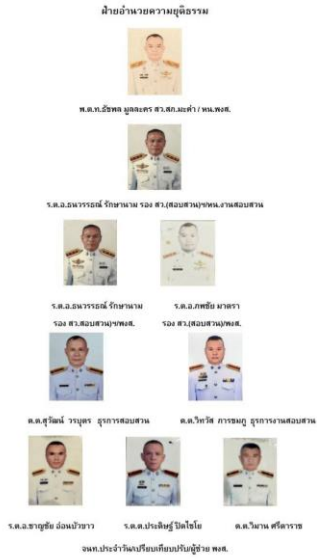 ฝ่ายอำนวยความยุติธรรม
พ.ต.ท.ธัชพล มูลละคร สว.สภ.มะค่า / หน.พงส.
ร.ต.อ.ธนวรรธณ์ รักษานาม รอง สว.(สอบสวน)ฯ/หน.งานสอบสวน
ร.ต.อ.ธนวรรธณ์ รักษานาม ร.ต.อ.ภพชัย มาตรา
รอง สว.สอบสวน)ฯ/พงส. รอง สว.(สอบสวน)/พงส.
ด.ต.สุวัฒน์ วรบุตร ธุรการสอบสวน ด.ต.วิทวัส ภารชมภู ธุรการงานสอบสวน
ร.ต.อ.ชาญชัย อ่อนบัวขาว ร.ต.ต.ประดิษฐ์ ปัดไชโย ด.ต.วิมาน ศรีดาราช
จนท.ประจำวัน/เปรียบเทียบปรับ/ผู้ช่วย พงส.